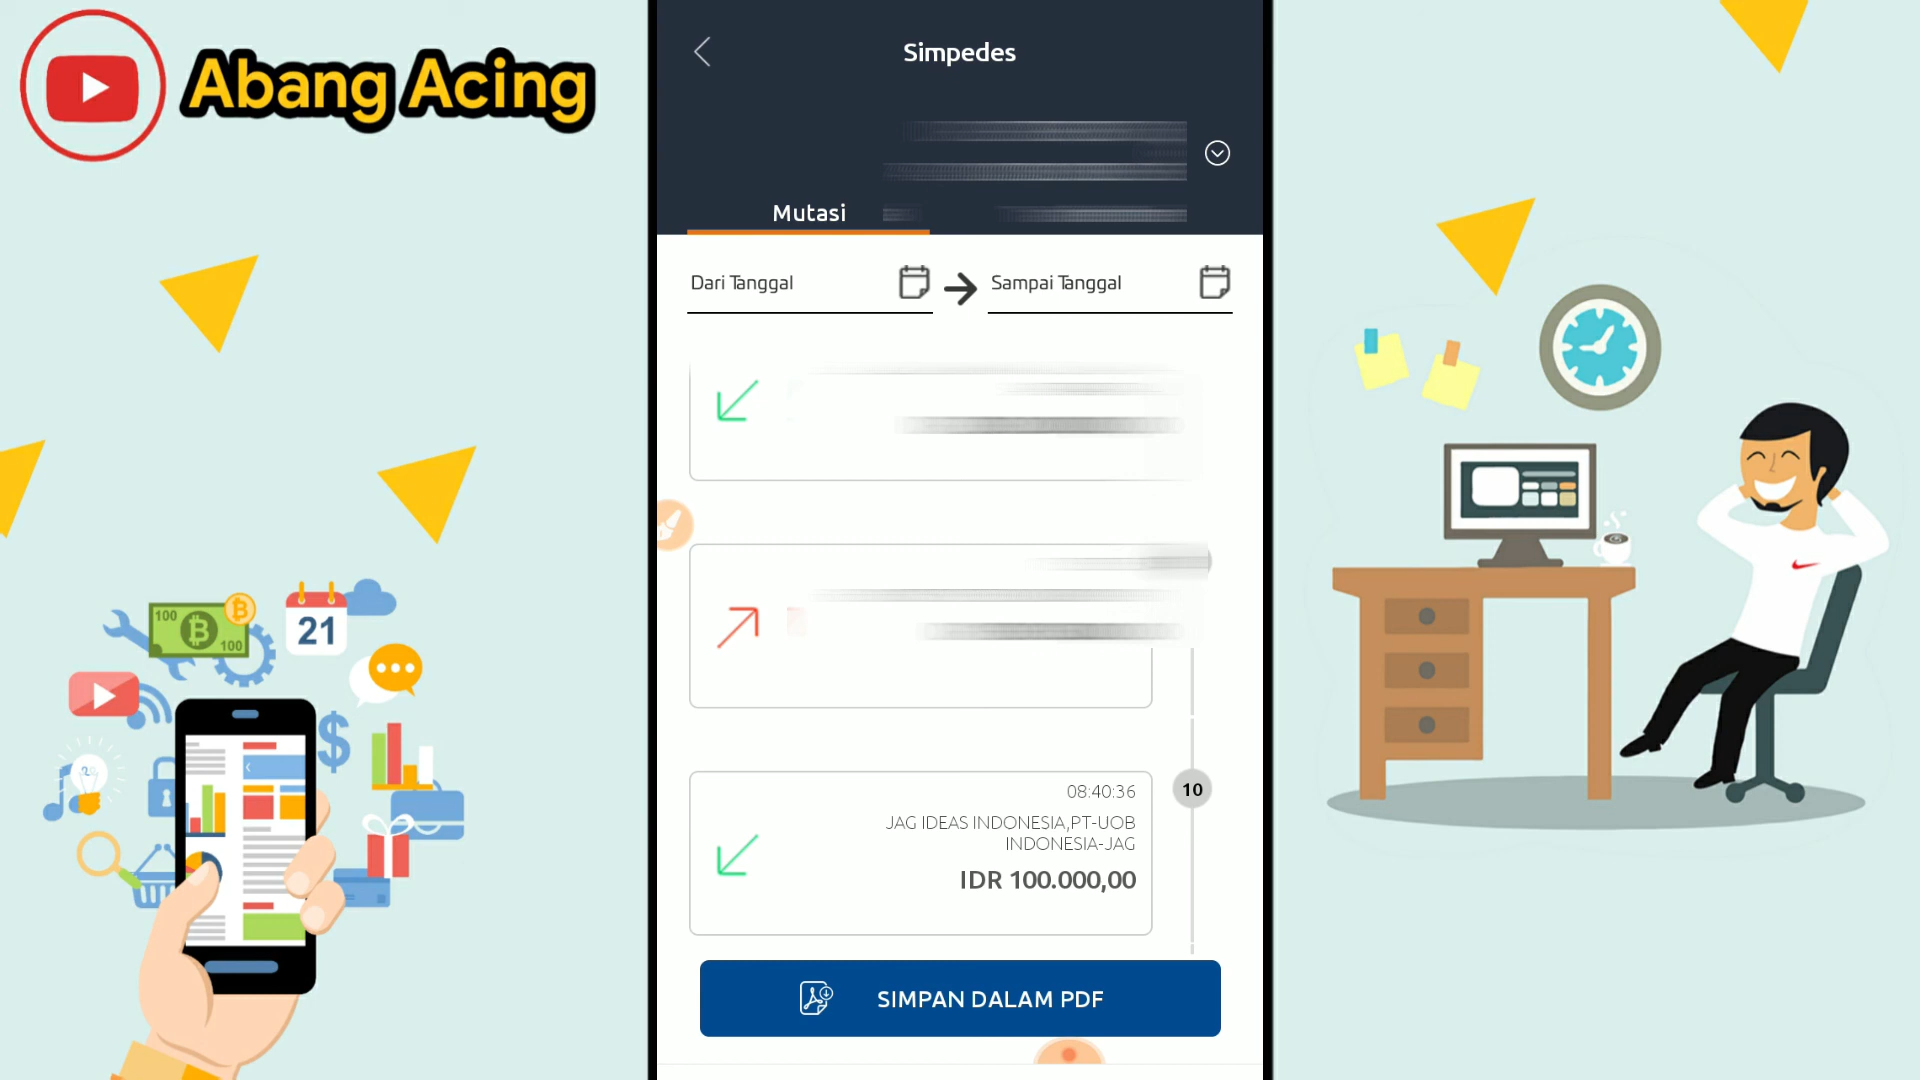 Abang Acing
Simpedes
Mutasi
Dari Tanggal
Sampai Tanggal
08:40:36
10
JAG IDEAS INDONESIA,PT-UOB
INDONESIA-JAG
IDR 100.000,00
SIMPAN DALAM PDF
100
100
21